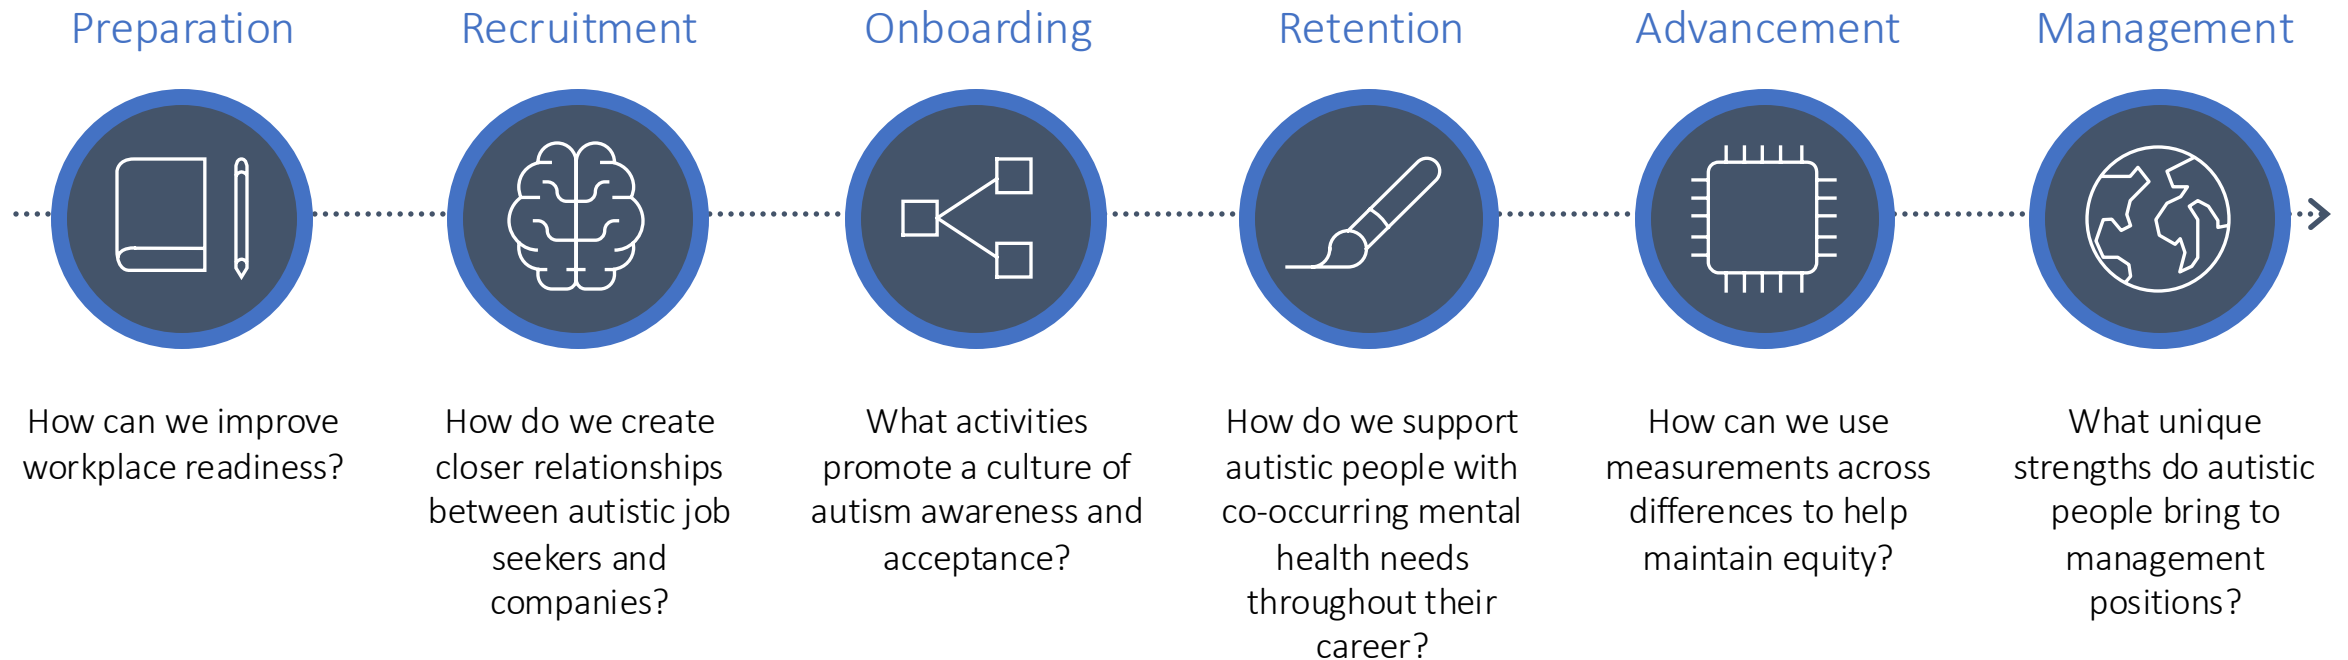 Preparation
How can we improve
workplace readiness?
Recruitment
How do we create
closer relationships
between autistic job
seekers and
companies?
Onboarding
What activities
promote a culture of
autism awareness and
acceptance?
Retention
How do we support
autistic people with
co-occurring mental
health needs
throughout their
career?
Advancement
How can we use
measurements across
differences to help
maintain equity?
Management
What unique
strengths do autistic
people bring to
management
positions?